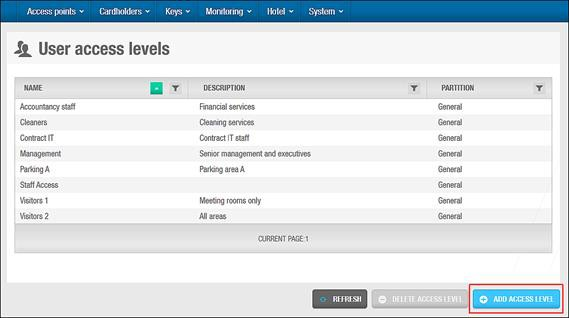 Access points Cardholders Keys Monitoring Hotel System
User access levels
NAME DESCRIPTION PARTITION
Accountancy staff Financial services General
Cleaners Cleaning services General
Contract IT Contract IT staff General
Management Senior management and executives General
Parking A Parking area A General
Staff Access General
Visitors 1 Meeting rooms only General
Visitors 2 All areas General
CURRENT PAGE:1
REFRESH DELETE ACCESS LEVEL ADD ACCESS LEVEL